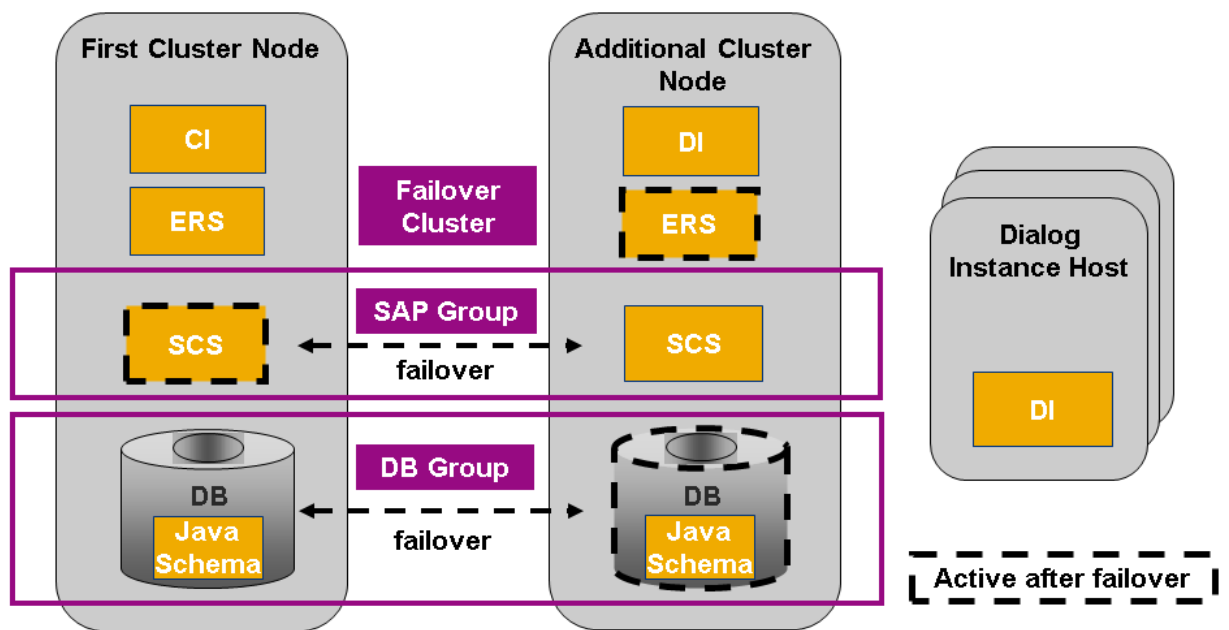 First Cluster Node
CI
ERS
SCS
DB
Java
Schema
Failover
Cluster
SAP Group
failover
DB Group
failover
Additional Cluster
Node
DI
ERS
SCS
DB
Java
Schema
Dialog
Instance Host
DI
Active after failover